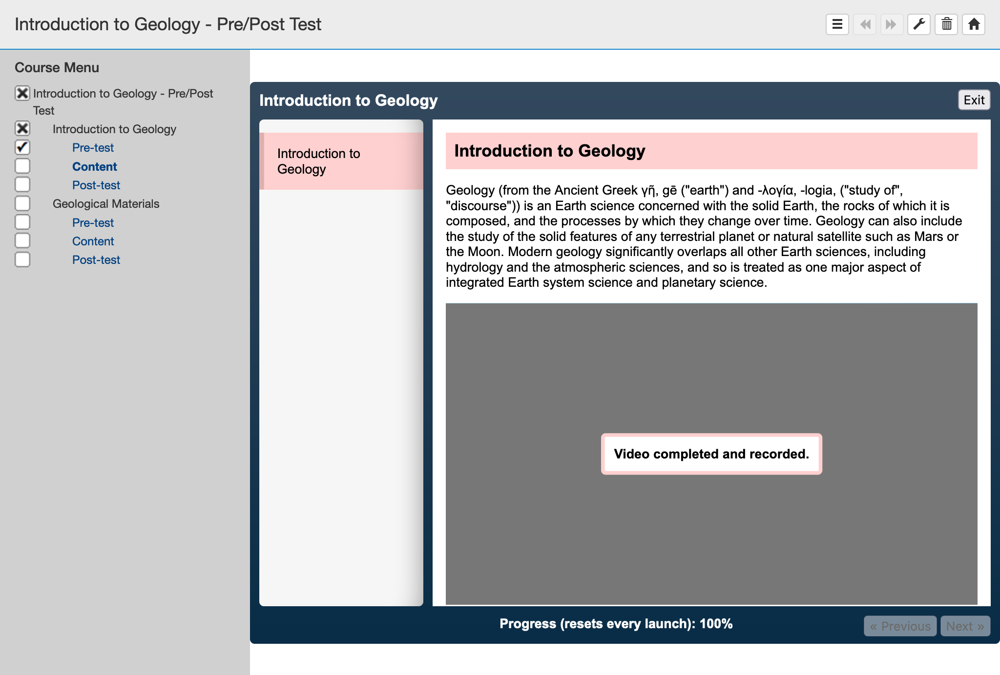 Introduction to Geology - Pre/Post Test
Course Menu
Introduction to Geology - Pre/Post
Test
Introduction to Geology
Pre-test
Content
Post-test
Geological Materials
Pre-test
Content
Post-test
Introduction to Geology
Exit
Introduction to
Geology
Introduction to Geology
Geology (from the Ancient Greek γῆ, gē ("earth") and -λoγία, -logia, ("study of",
"discourse")) is an Earth science concerned with the solid Earth, the rocks of which it is
composed, and the processes by which they change over time. Geology can also include
the study of the solid features of any terrestrial planet or natural satellite such as Mars or
the Moon. Modern geology significantly overlaps all other Earth sciences, including
hydrology and the atmospheric sciences, and so is treated as one major aspect of
integrated Earth system science and planetary science.
Video completed and recorded.
Progress (resets every launch): 100%
« Previous
Next »